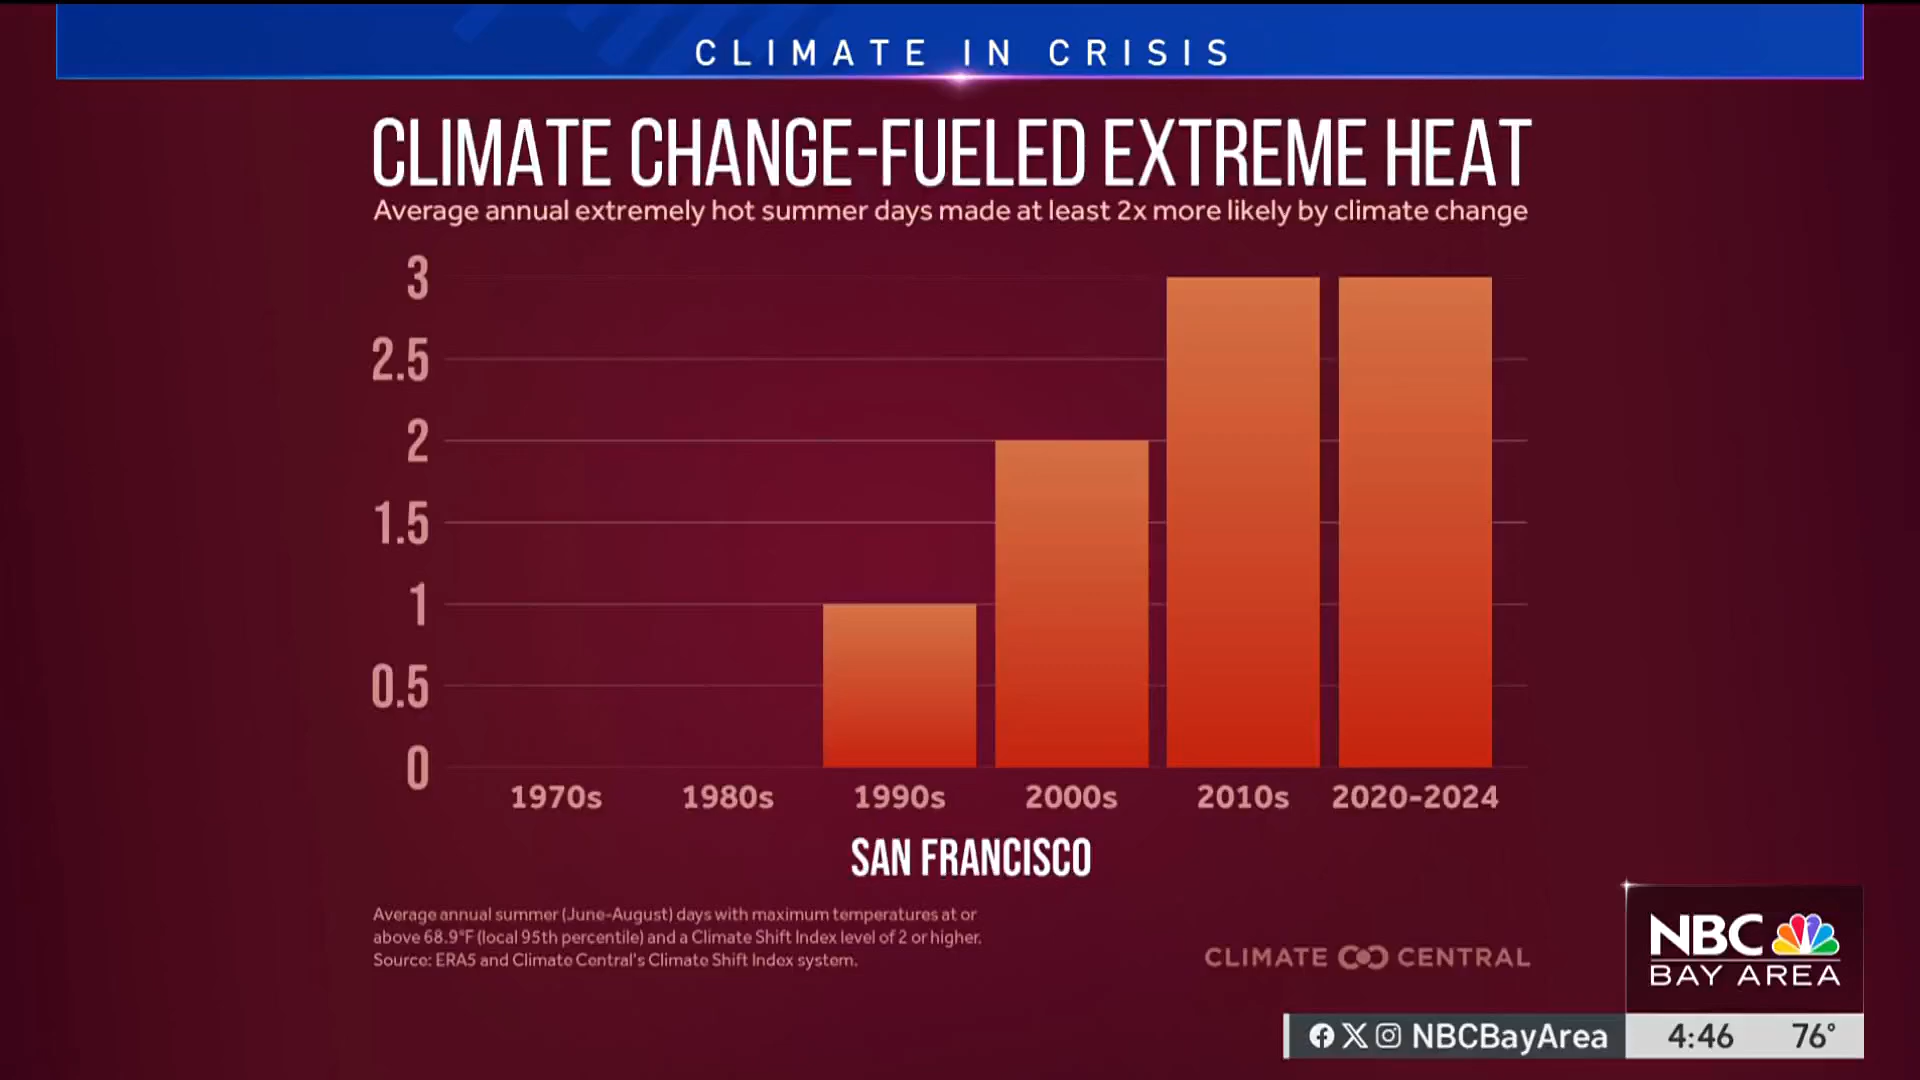 CLIMATE IN CRISIS
CLIMATE CHANGE-FUELED EXTREME HEAT
Average annual extremely hot summer days made at least 2x more likely by climate change
3
2.5
2
1.5
1
0.5
0
1970s 1980s 1990s 2000s 2010s 2020-2024
SAN FRANCISCO
Average annual summer (June-August) days with maximum temperatures at or
above 68.9°F (local 95th percentile) and a Climate Shift Index level of 2 or higher.
Source: ERA5 and Climate Central's Climate Shift Index system.
CLIMATE CENTRAL
NBC
BAY AREA
NBCBayArea
4:46 76°